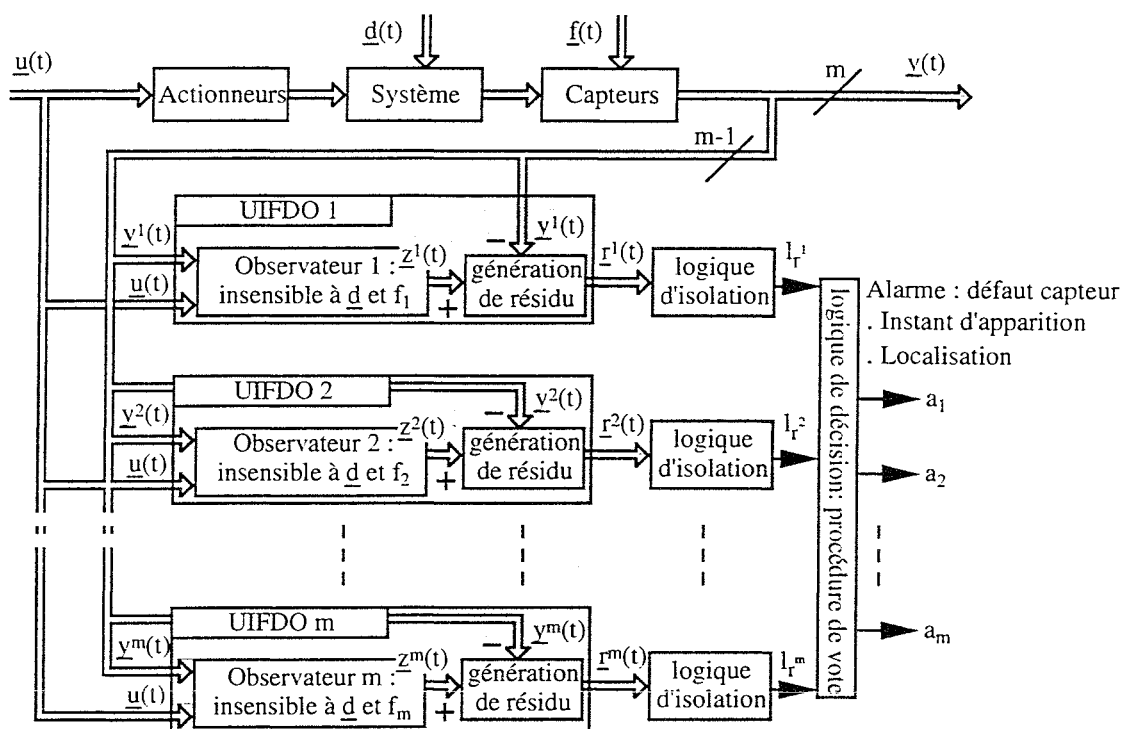 d(t)
f(t)
u(t)
m
y(t)
Actionneurs
Système
Capteurs
m-1
UIFDO 1
y¹(t)
y¹(t)
z¹(t)
r¹(t)
l_r¹
Observateur 1 :
insensible à d et f₁
u(t)
génération
de résidu
logique
d'isolation
− +
Alarme : défaut capteur
. Instant d'apparition
. Localisation
UIFDO 2
y²(t)
y²(t)
z²(t)
r²(t)
l_r²
Observateur 2 :
insensible à d et f₂
u(t)
génération
de résidu
logique
d'isolation
− +
a₁
a₂
logique de décision: procédure de vote
UIFDO m
yᵐ(t)
yᵐ(t)
zᵐ(t)
rᵐ(t)
l_rᵐ
Observateur m :
insensible à d et fₘ
u(t)
génération
de résidu
logique
d'isolation
− +
aₘ